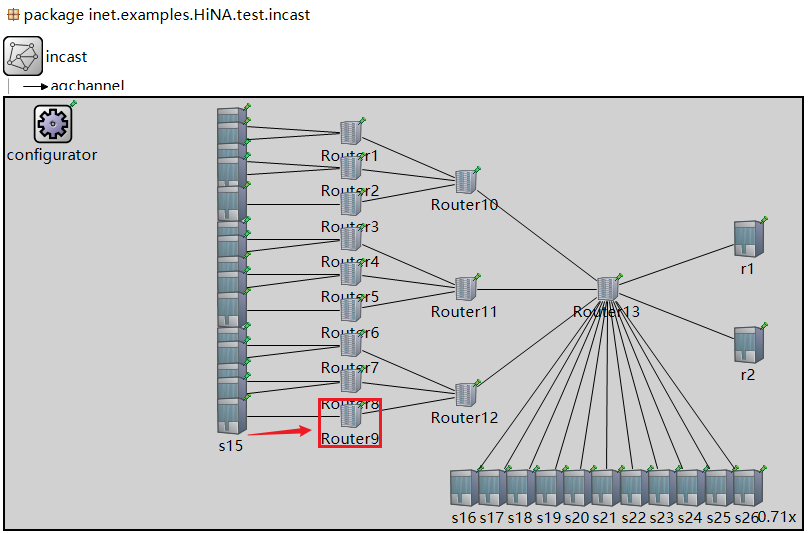 package inet.examples.HiNA.test.incast
incast
agchannel
configurator
Router1
Router2
Router10
Router3
Router4
r1
Router5
Router11
Router13
Router6
Router7
r2
Router8
Router12
Router9
s15
s16 s17 s18 s19 s20 s21 s22 s23 s24 s25 s26 0.71x